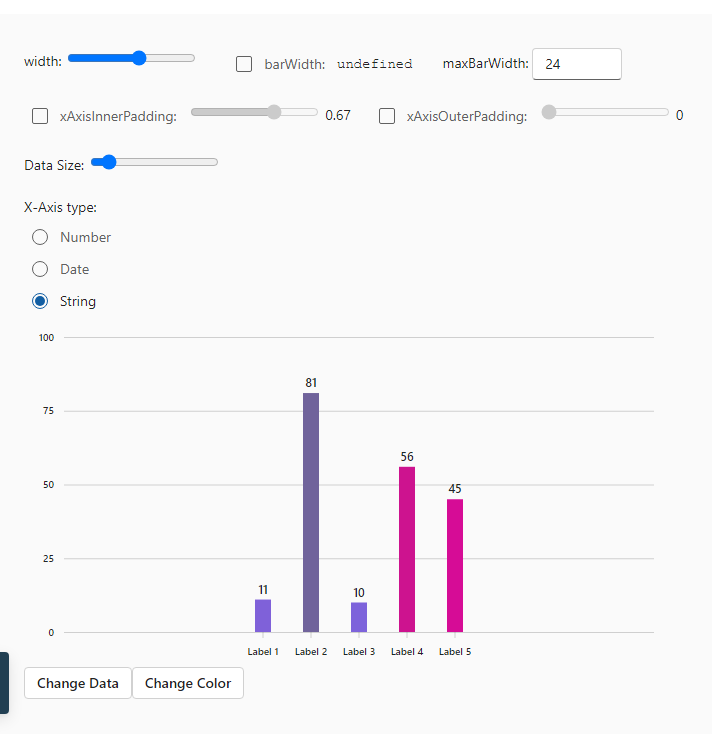 width: barWidth: undefined maxBarWidth: 24
xAxisInnerPadding: 0.67 xAxisOuterPadding: 0
Data Size:
X-Axis type:
Number
Date
String
100
81
75
56
50
45
25
11
10
0
Label 1 Label 2 Label 3 Label 4 Label 5
Change Data Change Color